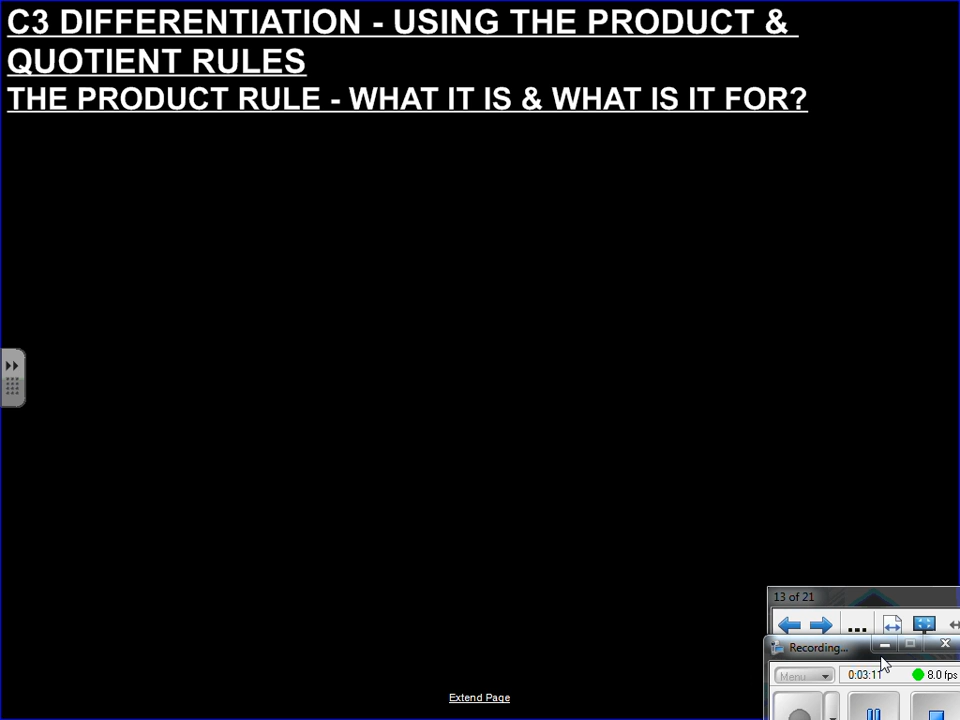 C3 DIFFERENTIATION - USING THE PRODUCT &
QUOTIENT RULES
THE PRODUCT RULE - WHAT IT IS & WHAT IS IT FOR?
13 of 21
...
Recording...
Menu
0:03:11
8.0 fps
Extend Page